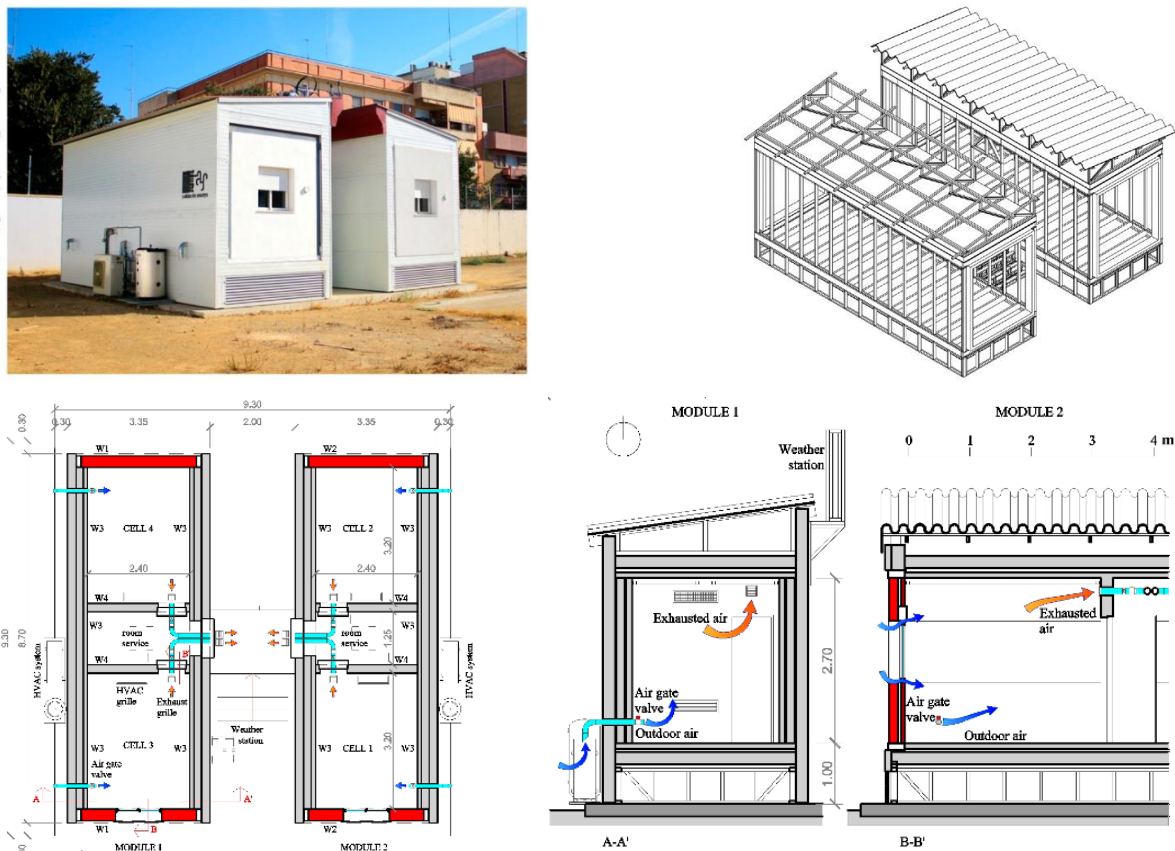 9.30
0.30
3.35
2.00
3.35
0.30
0.30
W1
W2
W3
CELL 4
W3
W3
CELL 2
W3
3.20
2.40
2.40
W4
W4
W3
room
service
room
service
W3
1.25
W4
W4
B'
9.30
8.70
HVAC system
HVAC system
HVAC
grille
Exhaust
grille
Weather
station
3.20
W3
CELL 3
W3
W3
CELL 1
W3
Air gate
valve
A
A'
W1
B
W2
MODULE 1
MODULE 2
MODULE 1
MODULE 2
Weather
station
0 1 2 3 4 m
Exhausted air
Exhausted
air
2.70
Air gate
valve
Outdoor air
Air gate
valve
Outdoor air
1.00
A-A'
B-B'